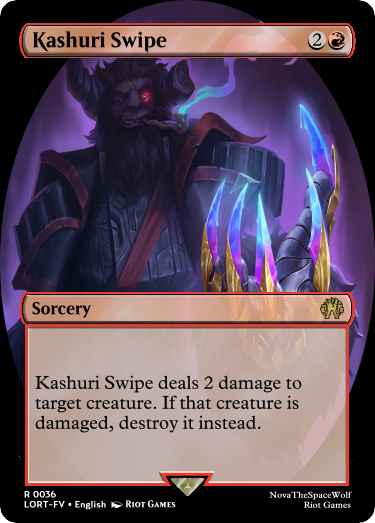 Kashuri Swipe 2
Sorcery
Kashuri Swipe deals 2 damage to
target creature. If that creature is
damaged, destroy it instead.
R 0036
LORT-FV • English Riot Games
NovaTheSpaceWolf
Riot Games